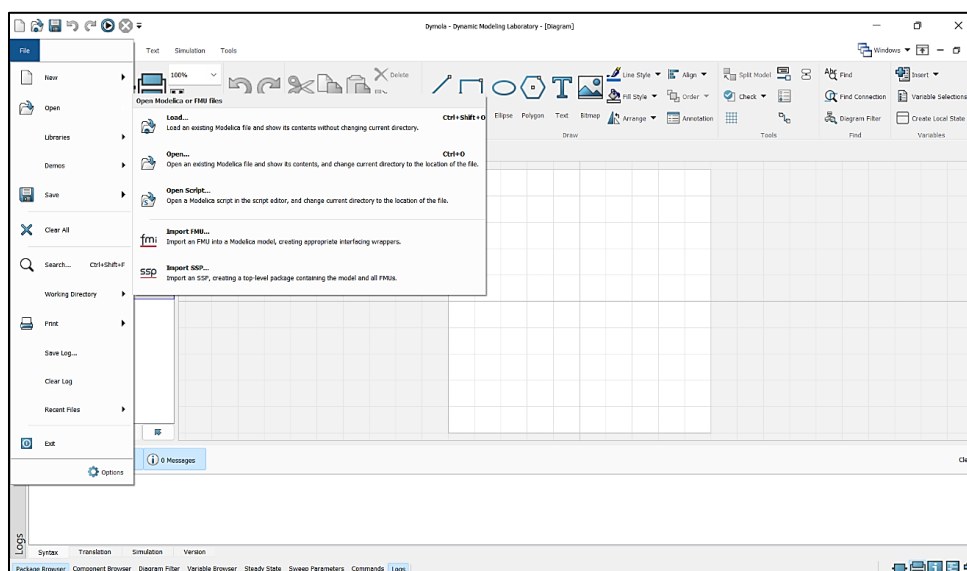 Dymola - Dynamic Modeling Laboratory - [Diagram]
File
Text Simulation Tools
Windows
New
Open
Libraries
Demos
Save
Clear All
Search... Ctrl+Shift+F
Working Directory
Print
Save Log...
Clear Log
Recent Files
Exit
Options
100%
Delete
Open Modelica or FMU files
Load... Ctrl+Shift+O
Load an existing Modelica file and show its contents without changing current directory.
Open... Ctrl+O
Open an existing Modelica file and show its contents, and change current directory to the location of the file.
Open Script...
Open a Modelica script in the script editor, and change current directory to the location of the file.
fmi
Import FMU...
Import an FMU into a Modelica model, creating appropriate interfacing wrappers.
ssp
Import SSP...
Import an SSP, creating a top-level package containing the model and all FMUs.
Ellipse Polygon Text Bitmap
Line Style Align
Fill Style Order
Arrange Annotation
Draw
Split Model
Check
Tools
Abc Find
Find Connection
Diagram Filter
Find
Insert
Variable Selections
Create Local State
Variables
0 Messages
Cle
Logs
Syntax Translation Simulation Version
Package Browser Component Browser Diagram Filter Variable Browser Steady State Sweep Parameters Commands Logs